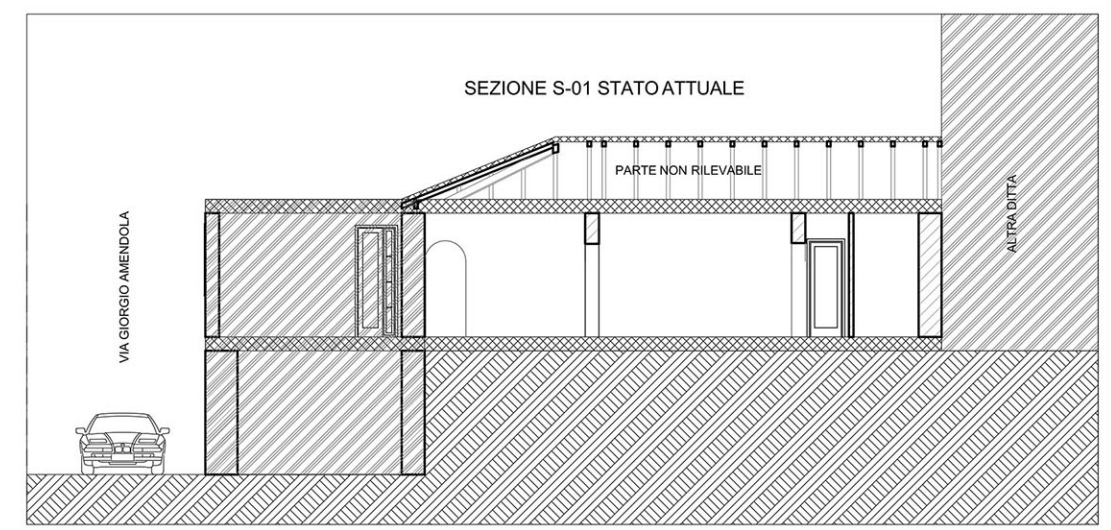 SEZIONE S-01 STATO ATTUALE
PARTE NON RILEVABILE
VIA GIORGIO AMENDOLA
ALTRA DITTA